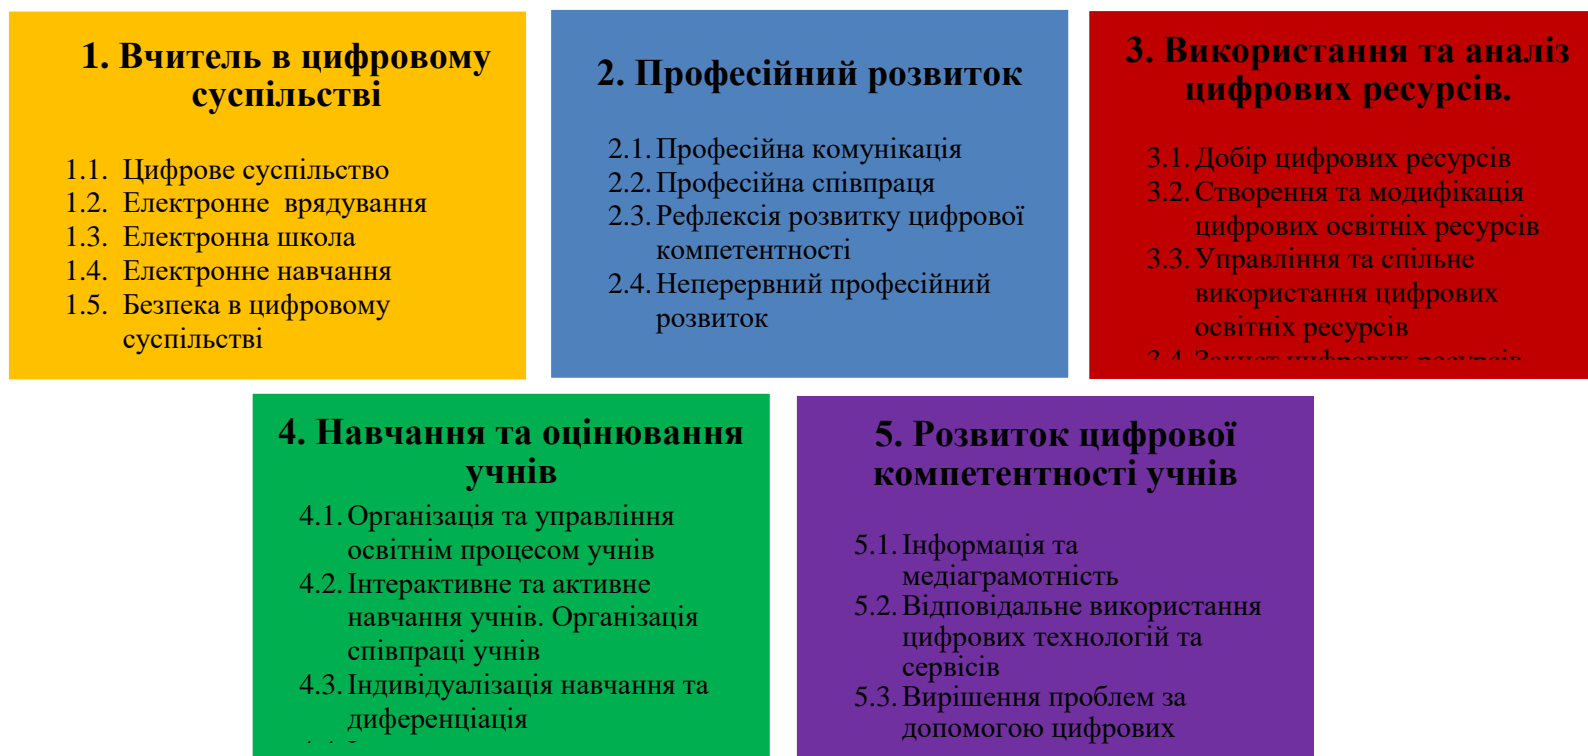 1. Вчитель в цифровому
суспільстві
1.1. Цифрове суспільство
1.2. Електронне врядування
1.3. Електронна школа
1.4. Електронне навчання
1.5. Безпека в цифровому
суспільстві
2. Професійний розвиток
2.1. Професійна комунікація
2.2. Професійна співпраця
2.3. Рефлексія розвитку цифрової
компетентності
2.4. Неперервний професійний
розвиток
3. Використання та аналіз
цифрових ресурсів.
3.1. Добір цифрових ресурсів
3.2. Створення та модифікація
цифрових освітніх ресурсів
3.3. Управління та спільне
використання цифрових
освітніх ресурсів
3.4. Захист цифрових ресурсів
4. Навчання та оцінювання
учнів
4.1. Організація та управління
освітнім процесом учнів
4.2. Інтерактивне та активне
навчання учнів. Організація
співпраці учнів
4.3. Індивідуалізація навчання та
диференціація
5. Розвиток цифрової
компетентності учнів
5.1. Інформація та
медіаграмотність
5.2. Відповідальне використання
цифрових технологій та
сервісів
5.3. Вирішення проблем за
допомогою цифрових